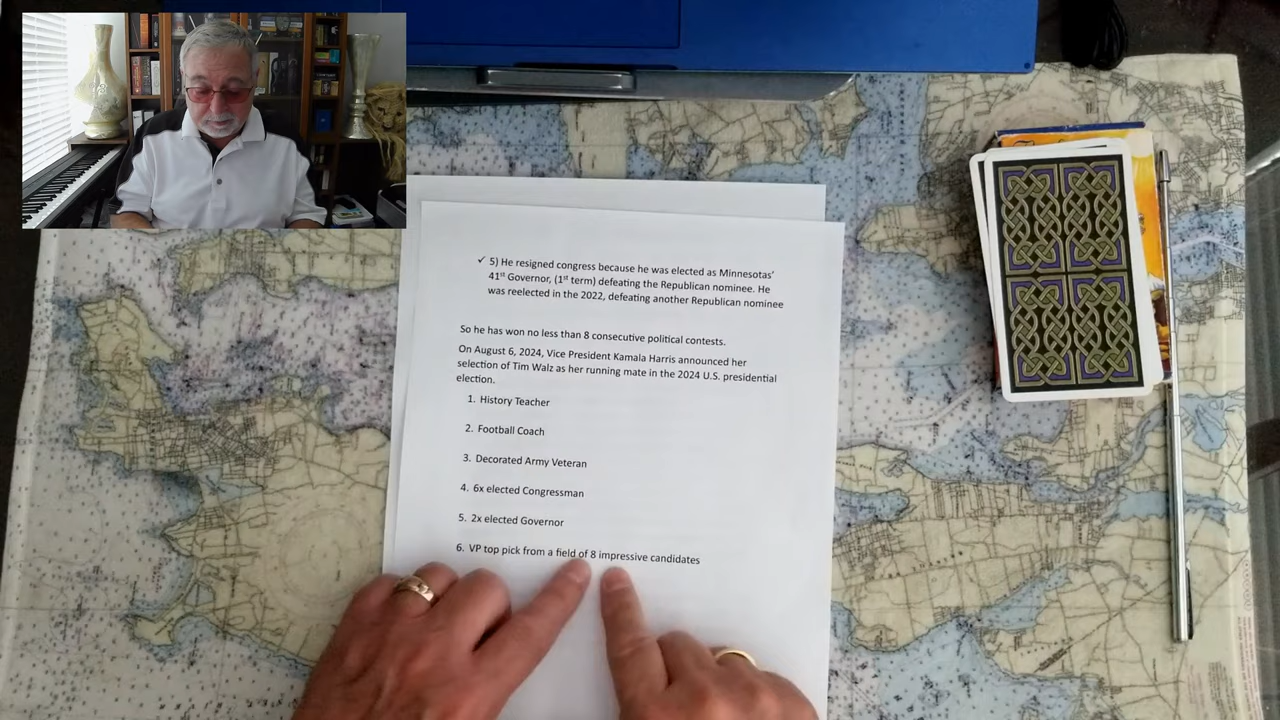 ✓ 5) He resigned congress because he was elected as Minnesotas'
41st Governor, (1st term) defeating the Republican nominee. He
was reelected in the 2022, defeating another Republican nominee
So he has won no less than 8 consecutive political contests.
On August 6, 2024, Vice President Kamala Harris announced her
selection of Tim Walz as her running mate in the 2024 U.S. presidential
election.
1. History Teacher
2. Football Coach
3. Decorated Army Veteran
4. 6x elected Congressman
5. 2x elected Governor
6. VP top pick from a field of 8 impressive candidates